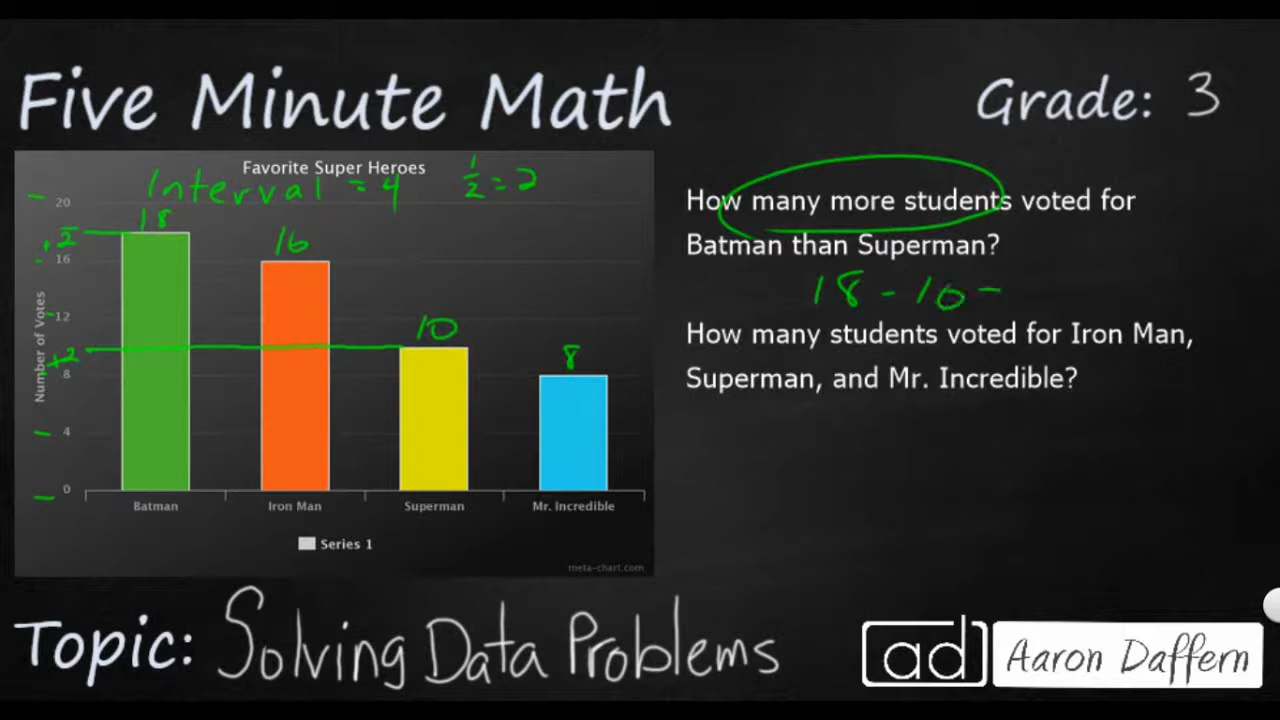 Five Minute Math
Grade: 3
Favorite Super Heroes
Interval = 4 1/2 = 2
20
18
16
16
12
+2
10
8
8
4
0
Number of Votes
Batman Iron Man Superman Mr. Incredible
Series 1
meta-chart.com
How many more students voted for
Batman than Superman?
18 - 10 =
How many students voted for Iron Man,
Superman, and Mr. Incredible?
Topic: Solving Data Problems
ad Aaron Daffern